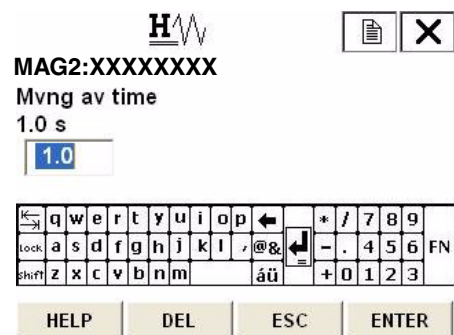 H
MAG2:XXXXXXXX
Mvng av time
1.0 s
1.0
q w e r t y u i o p * / 7 8 9
Lock a s d f g h j k l , @& - . 4 5 6 FN
Shift z x c v b n m áü + 0 1 2 3
HELP DEL ESC ENTER